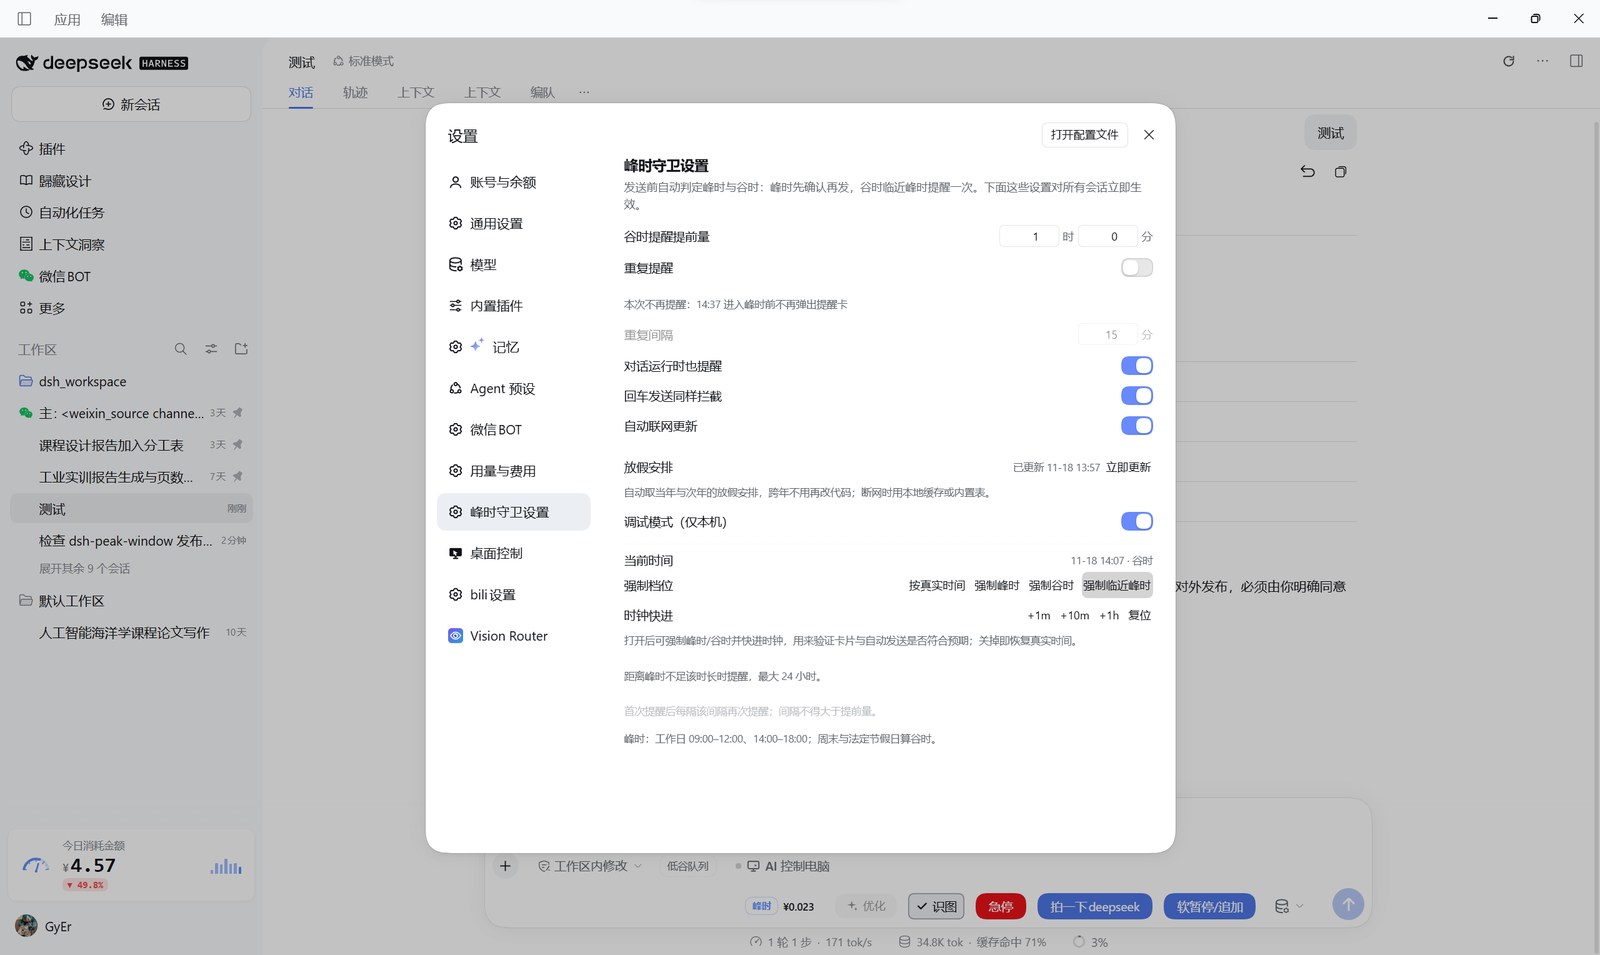 应用 编辑
deepseek HARNESS
新会话
插件
歸藏设计
自动化任务
上下文洞察
微信BOT
更多
工作区
dsh_workspace
主：<weixin_source channe... 3天
课程设计报告加入分工表 3天
工业实训报告生成与页数... 7天
测试 刚刚
检查 dsh-peak-window 发布... 2分钟
展开其余 9 个会话
默认工作区
人工智能海洋学课程论文写作 10天
今日消耗金额
¥4.57
▼ 49.8%
GyEr
测试 标准模式
对话 轨迹 上下文 上下文 编队 ...
测试
设置
打开配置文件
账号与余额
通用设置
模型
内置插件
记忆
Agent 预设
微信BOT
用量与费用
峰时守卫设置
桌面控制
bili 设置
Vision Router
峰时守卫设置
发送前自动判定峰时与谷时：峰时先确认再发，谷时临近峰时提醒一次。下面这些设置对所有会话立即生
效。
谷时提醒提前量 1 时 0 分
重复提醒
本次不再提醒：14:37 进入峰时前不再弹出提醒卡
重复间隔 15 分
对话运行时也提醒
回车发送同样拦截
自动联网更新
放假安排 已更新 11-18 13:57 立即更新
自动取当年与次年的放假安排，跨年不用再改代码；断网时用本地缓存或内置表。
调试模式（仅本机）
当前时间 11-18 14:07 · 谷时
强制档位 按真实时间 强制峰时 强制谷时 强制临近峰时
时钟快进 +1m +10m +1h 复位
打开后可强制峰时/谷时并快进时钟，用来验证卡片与自动发送是否符合预期；关掉即恢复真实时间。
距离峰时不足该时长时提醒，最大 24 小时。
首次提醒后每隔该间隔再次提醒；间隔不得大于提前量。
峰时：工作日 09:00–12:00、14:00–18:00；周末与法定节假日算谷时。
对外发布，必须由你明确同意
工作区内修改 低谷队列 AI 控制电脑
峰时 ¥0.023 优化 识图 急停 拍一下deepseek 软暂停/追加
1 轮 1 步 · 171 tok/s 34.8K tok · 缓存命中 71% 3%